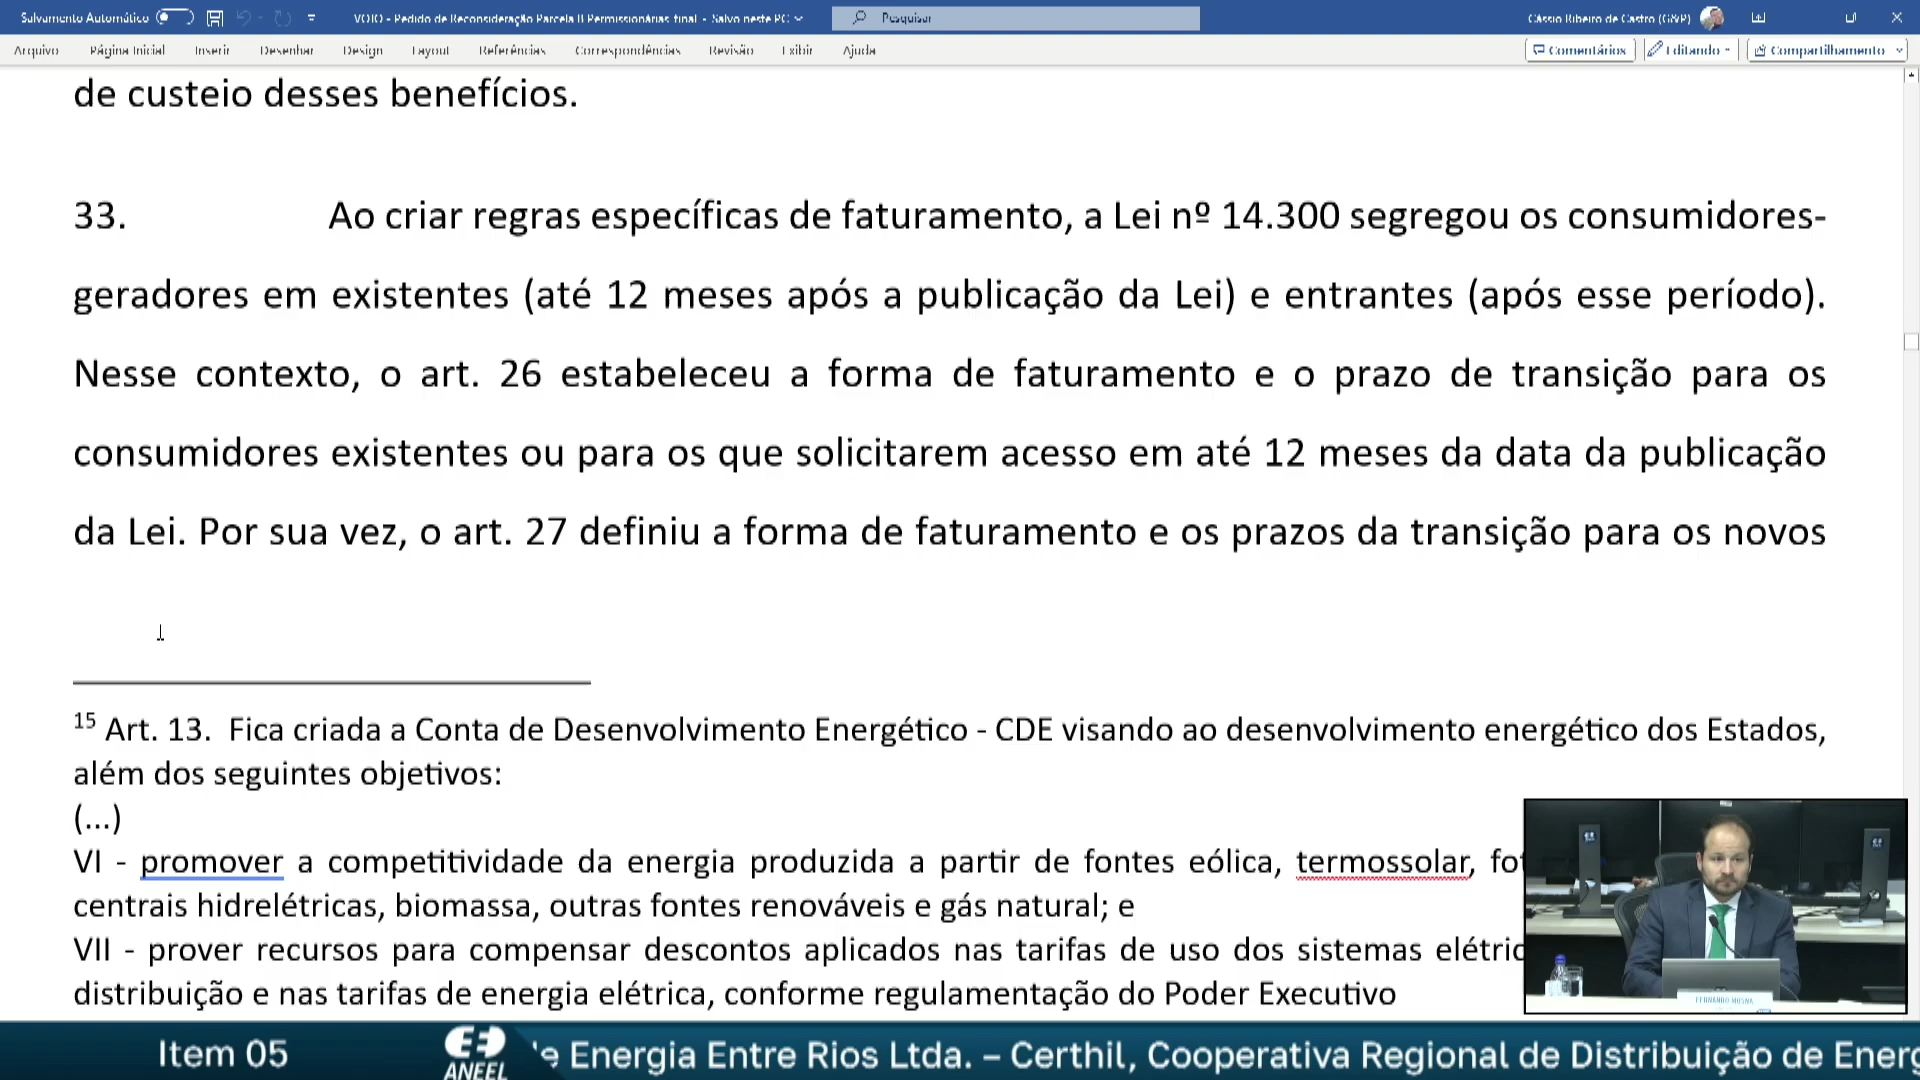 Salvamento Automático
VOTO - Pedido de Reconsideração Parcela B Permissionárias_final - Salvo neste PC
Pesquisar
Cássio Ribeiro de Castro (G&P)
Arquivo Página Inicial Inserir Desenhar Design Layout Referências Correspondências Revisão Exibir Ajuda
Comentários Editando Compartilhamento
de custeio desses benefícios.
33. Ao criar regras específicas de faturamento, a Lei nº 14.300 segregou os consumidores-
geradores em existentes (até 12 meses após a publicação da Lei) e entrantes (após esse período).
Nesse contexto, o art. 26 estabeleceu a forma de faturamento e o prazo de transição para os
consumidores existentes ou para os que solicitarem acesso em até 12 meses da data da publicação
da Lei. Por sua vez, o art. 27 definiu a forma de faturamento e os prazos da transição para os novos
15 Art. 13. Fica criada a Conta de Desenvolvimento Energético - CDE visando ao desenvolvimento energético dos Estados,
além dos seguintes objetivos:
(...)
VI - promover a competitividade da energia produzida a partir de fontes eólica, termossolar, fot
centrais hidrelétricas, biomassa, outras fontes renováveis e gás natural; e
VII - prover recursos para compensar descontos aplicados nas tarifas de uso dos sistemas elétric
distribuição e nas tarifas de energia elétrica, conforme regulamentação do Poder Executivo
FERNANDO MOSNA
Item 05
ANEEL
e Energia Entre Rios Ltda. – Certhil, Cooperativa Regional de Distribuição de Energ